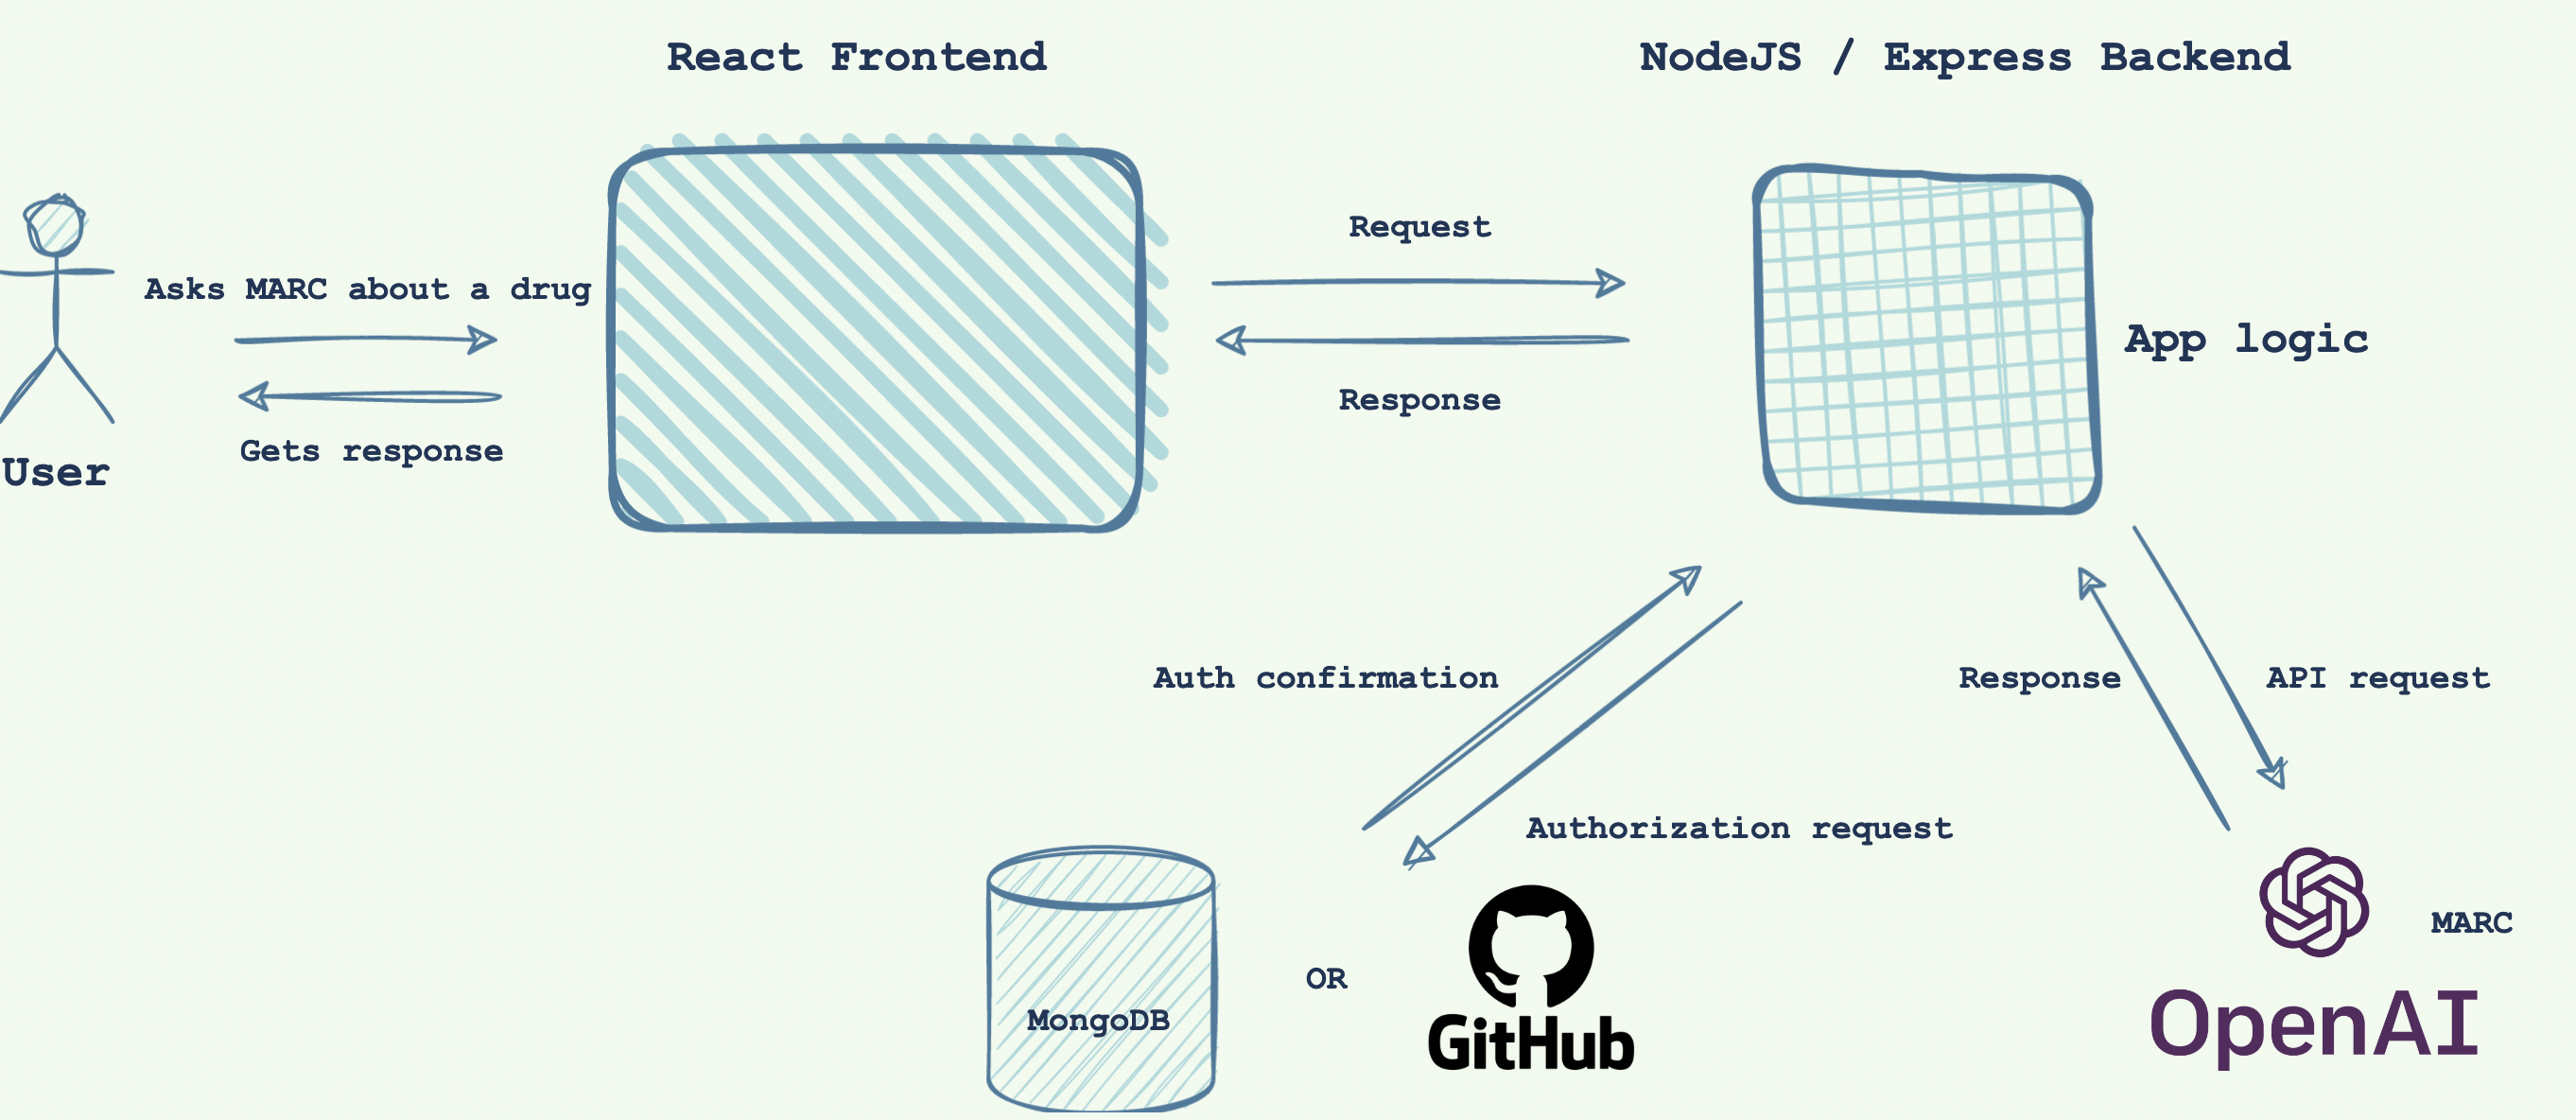 React Frontend
NodeJS / Express Backend
Request
Asks MARC about a drug
App logic
Response
Gets response
User
Auth confirmation
Response
API request
Authorization request
MARC
OR
MongoDB
GitHub
OpenAI